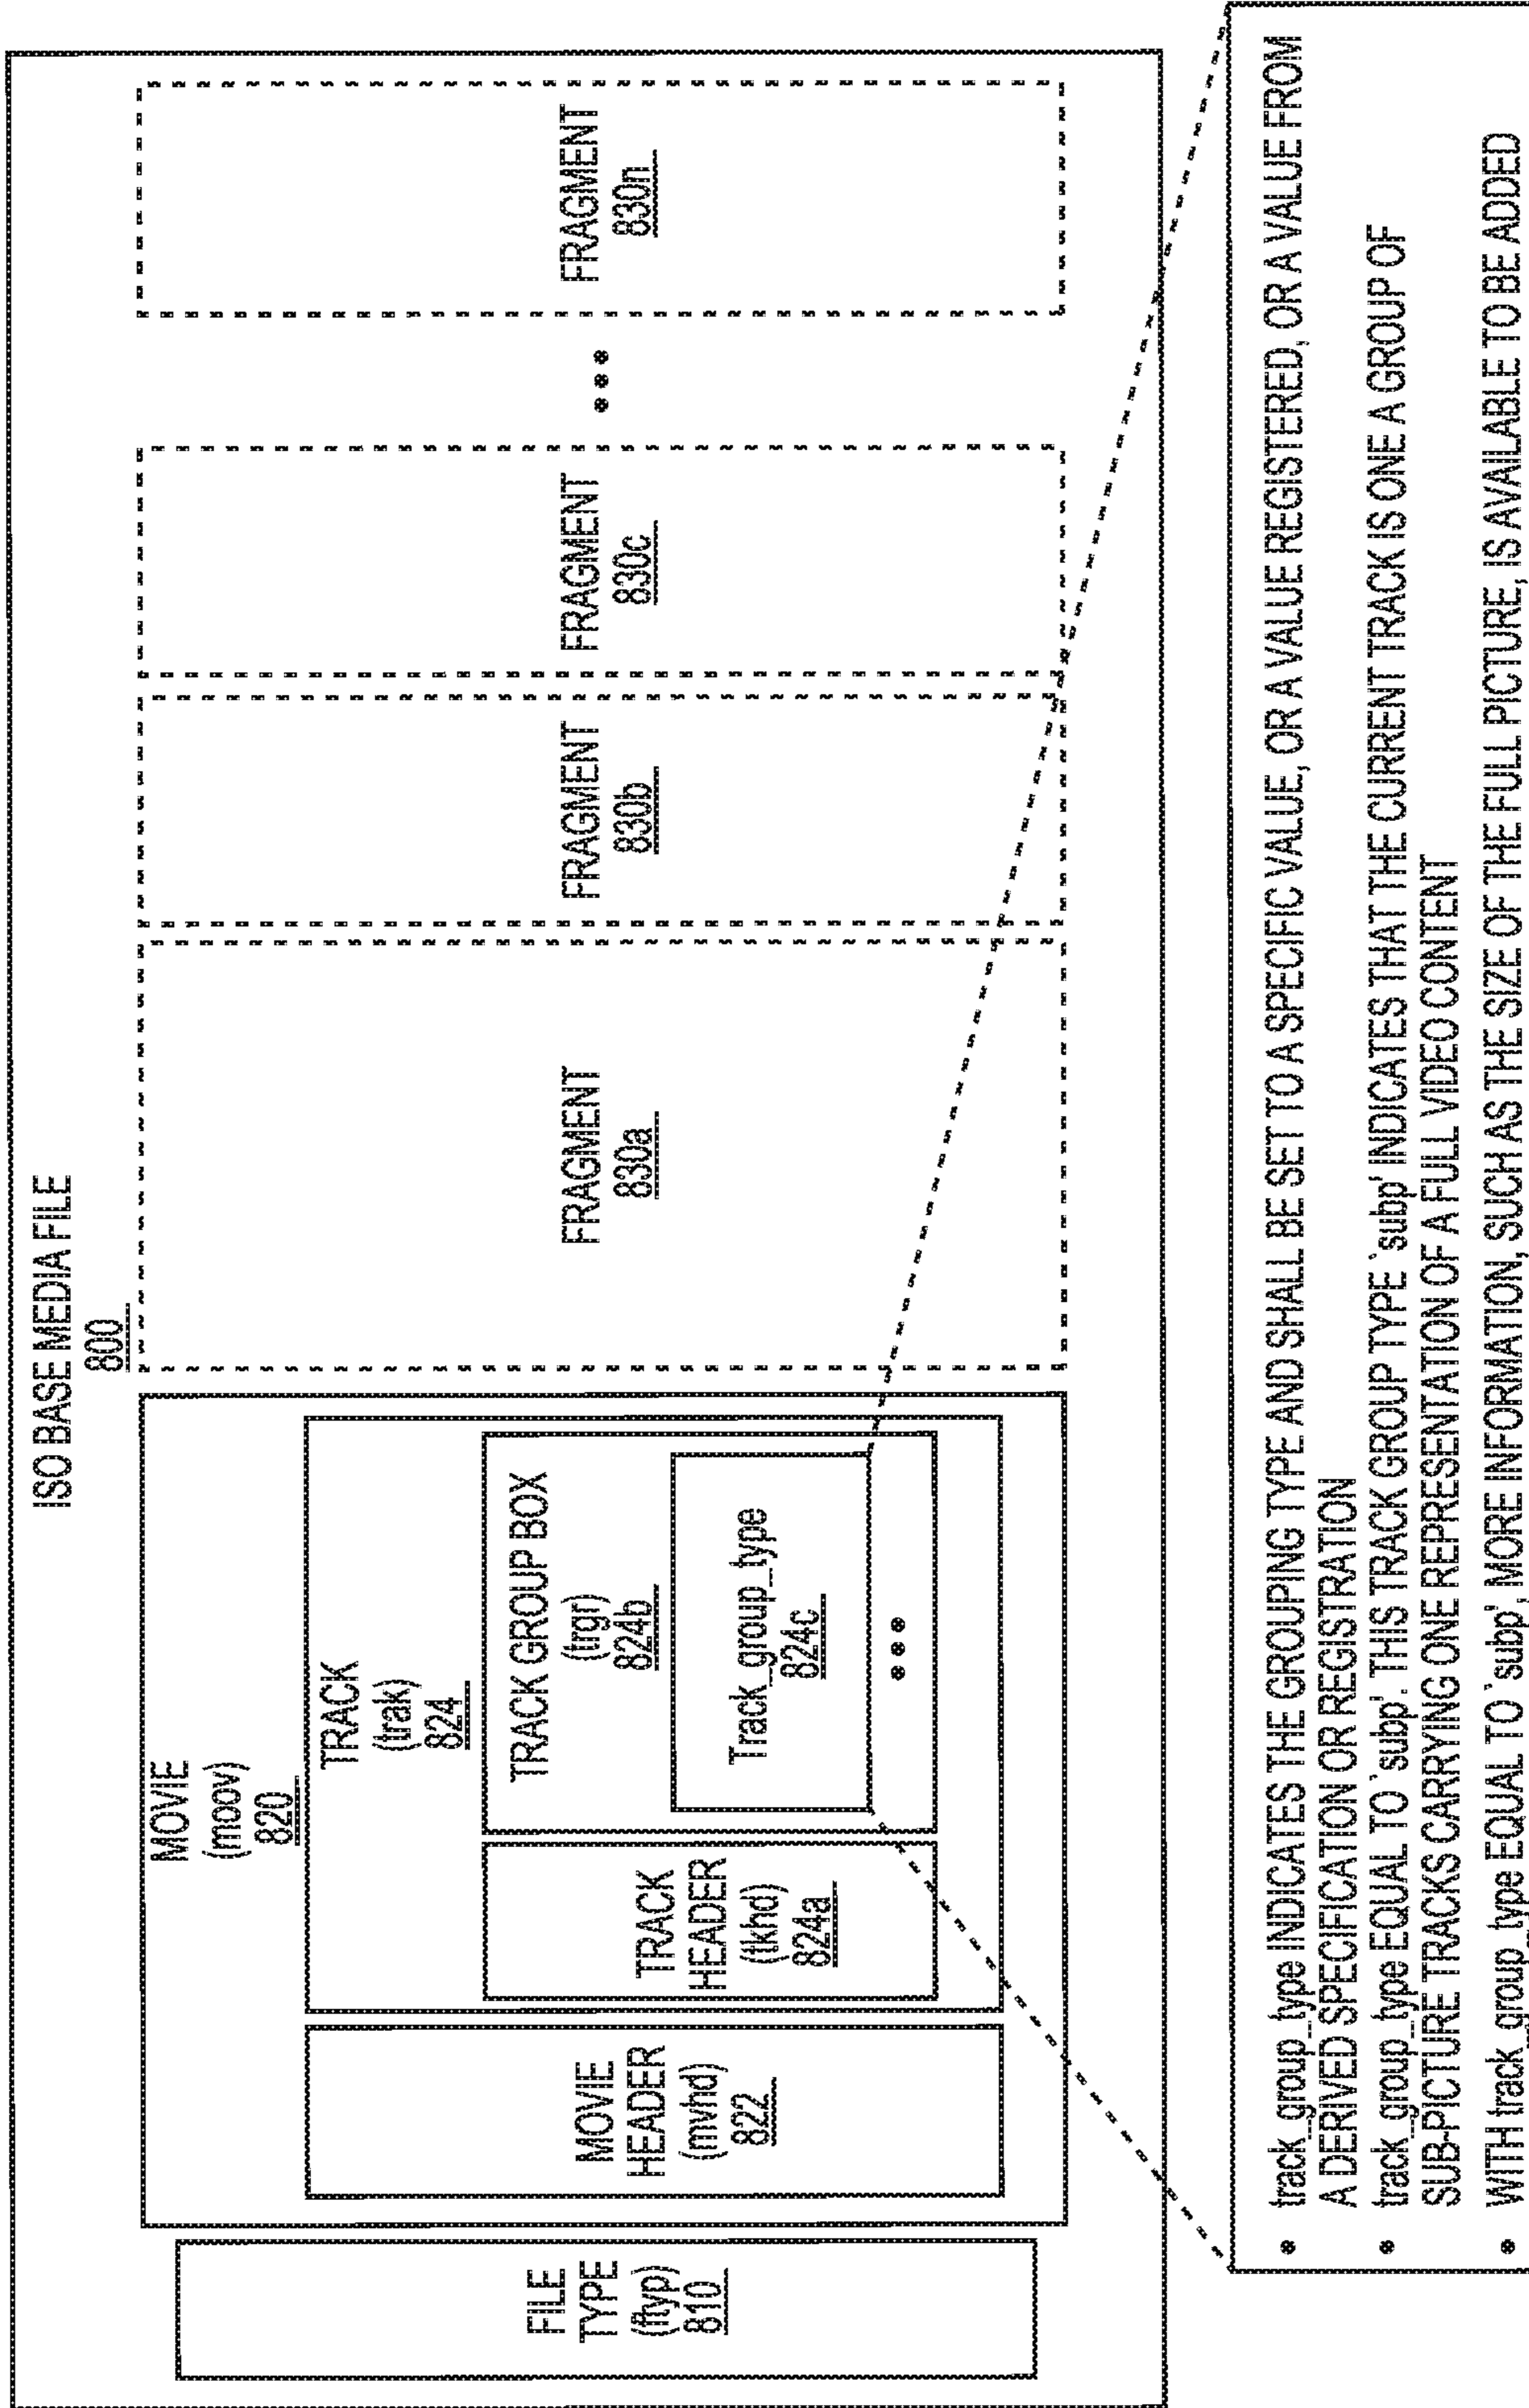 ISO BASE MEDIA FILE
800
FILE
TYPE
(ftyp)
810
MOVIE
(moov)
820
MOVIE
HEADER
(mvhd)
822
TRACK
(trak)
824
TRACK
HEADER
(tkhd)
824a
TRACK GROUP BOX
(trgr)
824b
Track_group_type
824c
•••
FRAGMENT
830a
FRAGMENT
830b
FRAGMENT
830c
•••
FRAGMENT
830n
• track_group_type INDICATES THE GROUPING TYPE AND SHALL BE SET TO A SPECIFIC VALUE, OR A VALUE REGISTERED, OR A VALUE FROM
A DERIVED SPECIFICATION OR REGISTRATION
• track_group_type EQUAL TO `subp'. THIS TRACK GROUP TYPE `subp' INDICATES THAT THE CURRENT TRACK IS ONE A GROUP OF
SUB-PICTURE TRACKS CARRYING ONE REPRESENTATION OF A FULL VIDEO CONTENT
• WITH track_group_type EQUAL TO `subp', MORE INFORMATION, SUCH AS THE SIZE OF THE FULL PICTURE, IS AVAILABLE TO BE ADDED